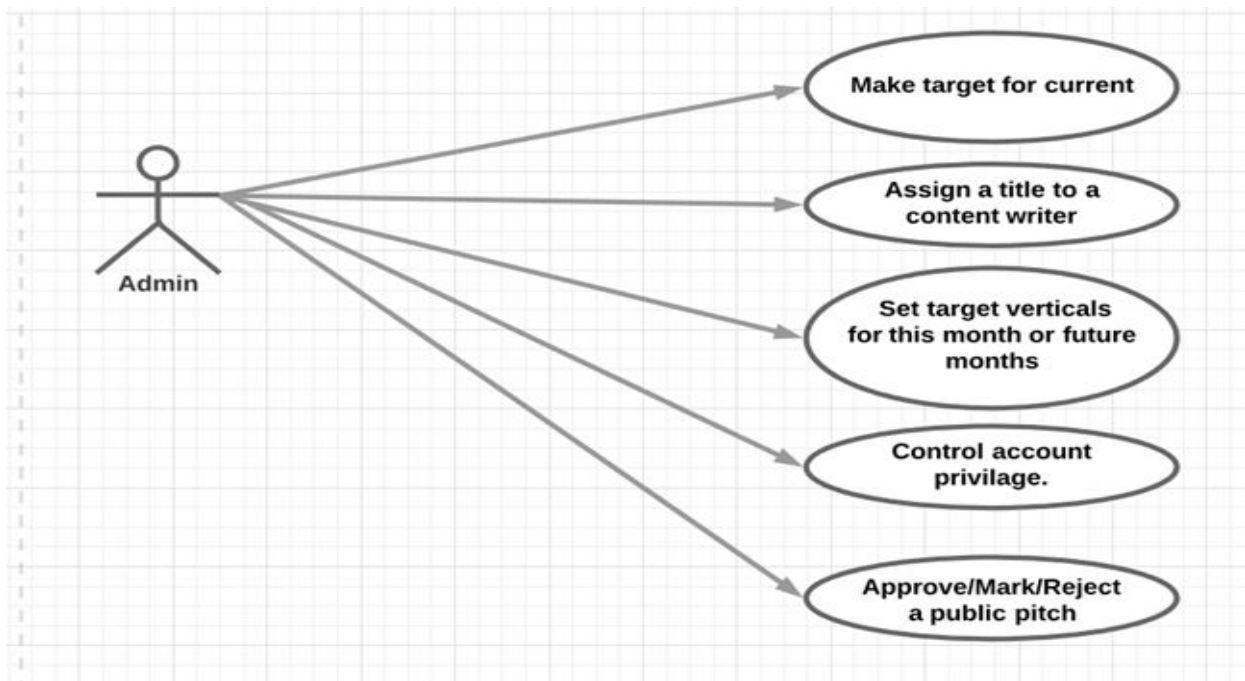 Make target for current
Assign a title to a
content writer
Admin
Set target verticals
for this month or future
months
Control account
privilage.
Approve/Mark/Reject
a public pitch